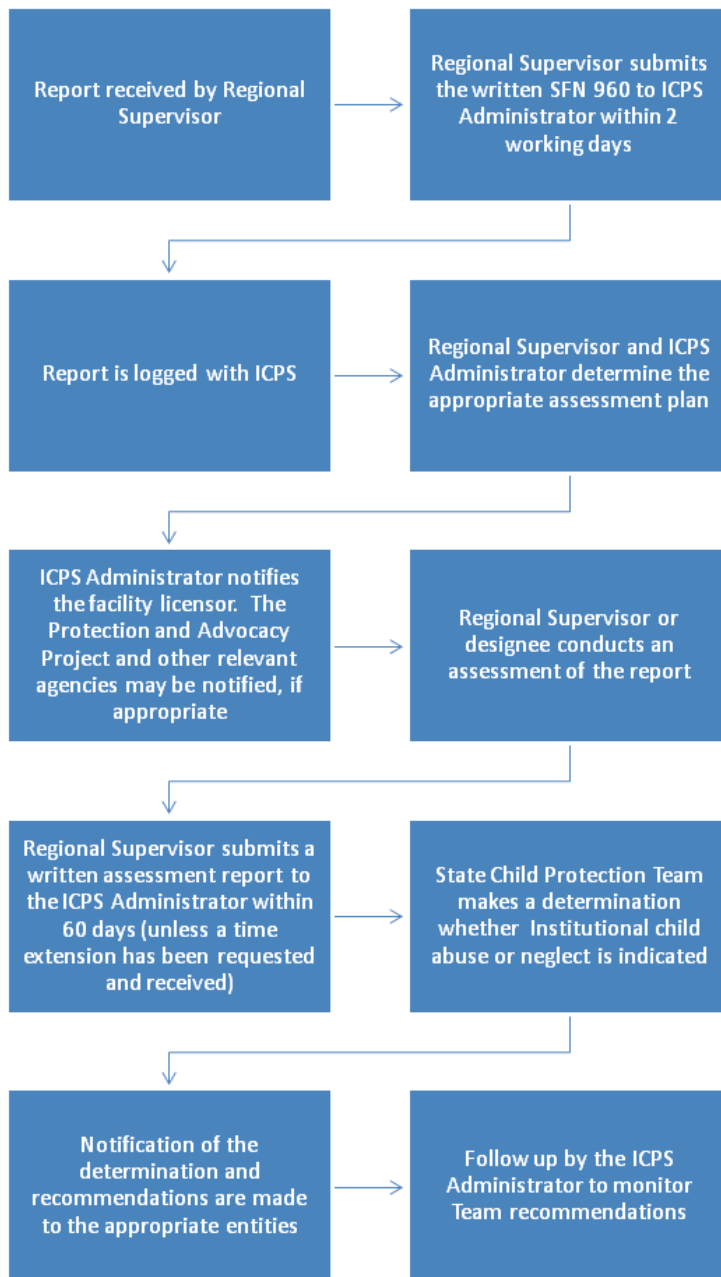 Report received by Regional
Supervisor
Regional Supervisor submits
the written SFN 960 to ICPS
Administrator within 2
working days
Report is logged with ICPS
Regional Supervisor and ICPS
Administrator determine the
appropriate assessment plan
ICPS Administrator notifies
the facility licensor.  The
Protection and Advocacy
Project and other relevant
agencies may be notified, if
appropriate
Regional Supervisor or
designee conducts an
assessment of the report
Regional Supervisor submits a
written assessment report to
the ICPS Administrator within
60 days (unless a time
extension has been requested
and received)
State Child Protection Team
makes a determination
whether  Institutional child
abuse or neglect is indicated
Notification of the
determination and
recommendations are made
to the appropriate entities
Follow up by the ICPS
Administrator to monitor
Team recommendations